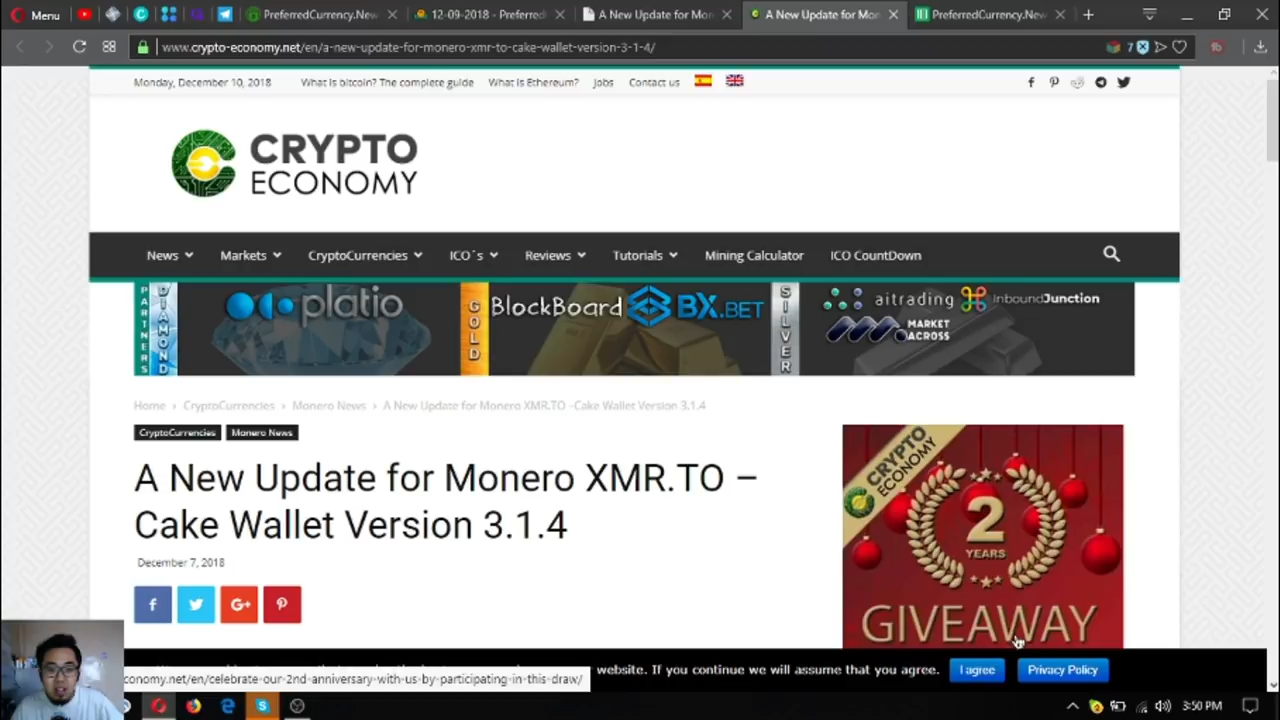 Menu
PreferredCurrency.New
12-09-2018 - Preferred
A New Update for Mon
A New Update for Mo
PreferredCurrency.New
www.crypto-economy.net/en/a-new-update-for-monero-xmr-to-cake-wallet-version-3-1-4/
7
Monday, December 10, 2018
What is bitcoin? The complete guide
What is Ethereum?
Jobs
Contact us
CRYPTO
ECONOMY
News
Markets
CryptoCurrencies
ICO´s
Reviews
Tutorials
Mining Calculator
ICO CountDown
PARTNERS
DIAMOND
platio
GOLD
BlockBoard
BX.BET
SILVER
aitrading
InboundJunction
MARKET
ACROSS
Home › CryptoCurrencies › Monero News › A New Update for Monero XMR.TO -Cake Wallet Version 3.1.4
CryptoCurrencies
Monero News
A New Update for Monero XMR.TO –
Cake Wallet Version 3.1.4
December 7, 2018
CRYPTO
ECONOMY
2
YEARS
GIVEAWAY
website. If you continue we will assume that you agree.
I agree
Privacy Policy
economy.net/en/celebrate-our-2nd-anniversary-with-us-by-participating-in-this-draw/
3:50 PM